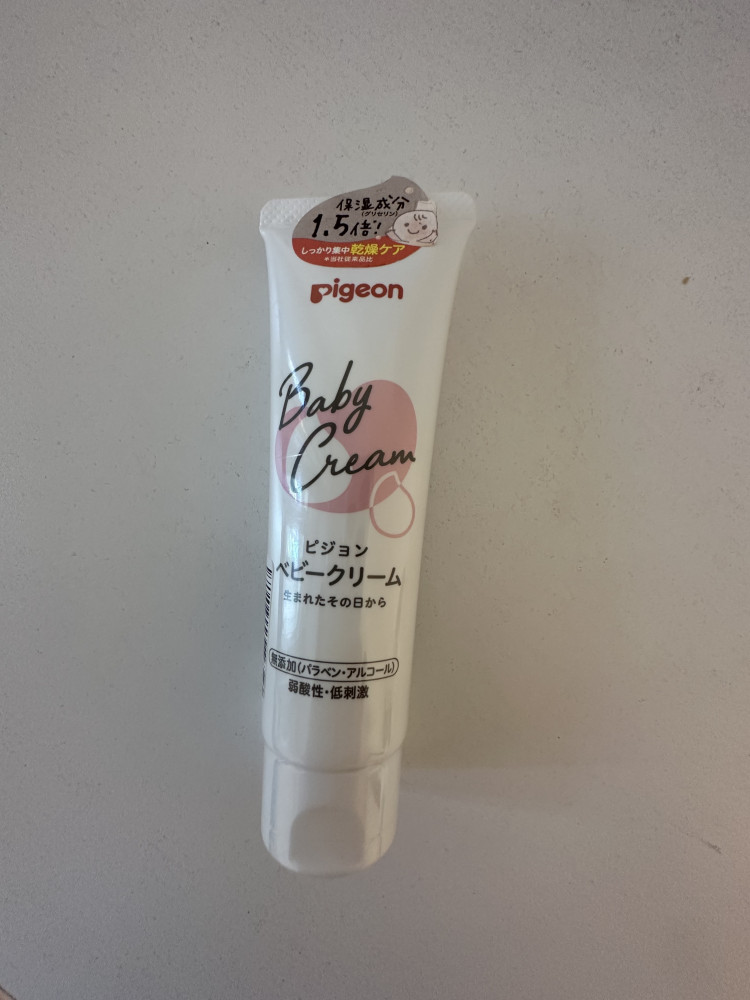 保湿成分
(グリセリン)
1.5倍!
しっかり集中乾燥ケア
*当社従来品比
pigeon
Baby
Cream
ピジョン
ベビークリーム
生まれたその日から
無添加(パラベン・アルコール)
弱酸性・低刺激